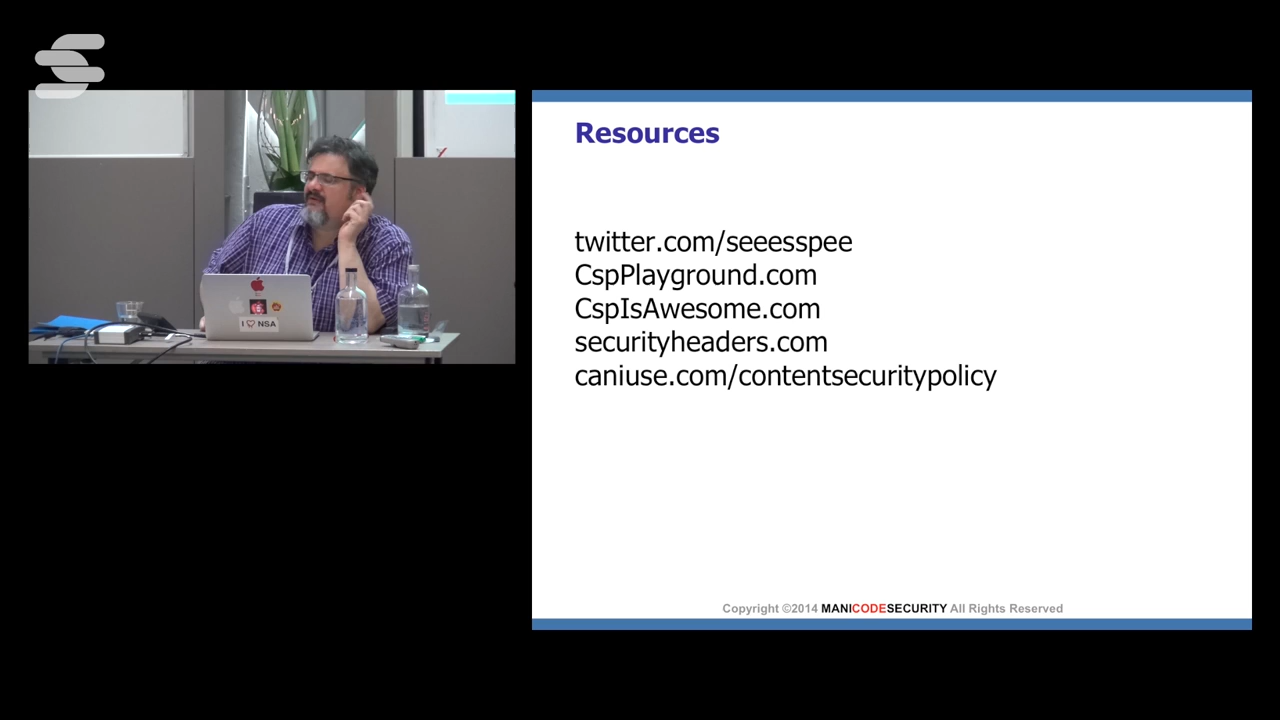 I ♡ NSA
Resources
twitter.com/seeesspee
CspPlayground.com
CspIsAwesome.com
securityheaders.com
caniuse.com/contentsecuritypolicy
Copyright ©2014 MANICODESECURITY All Rights Reserved